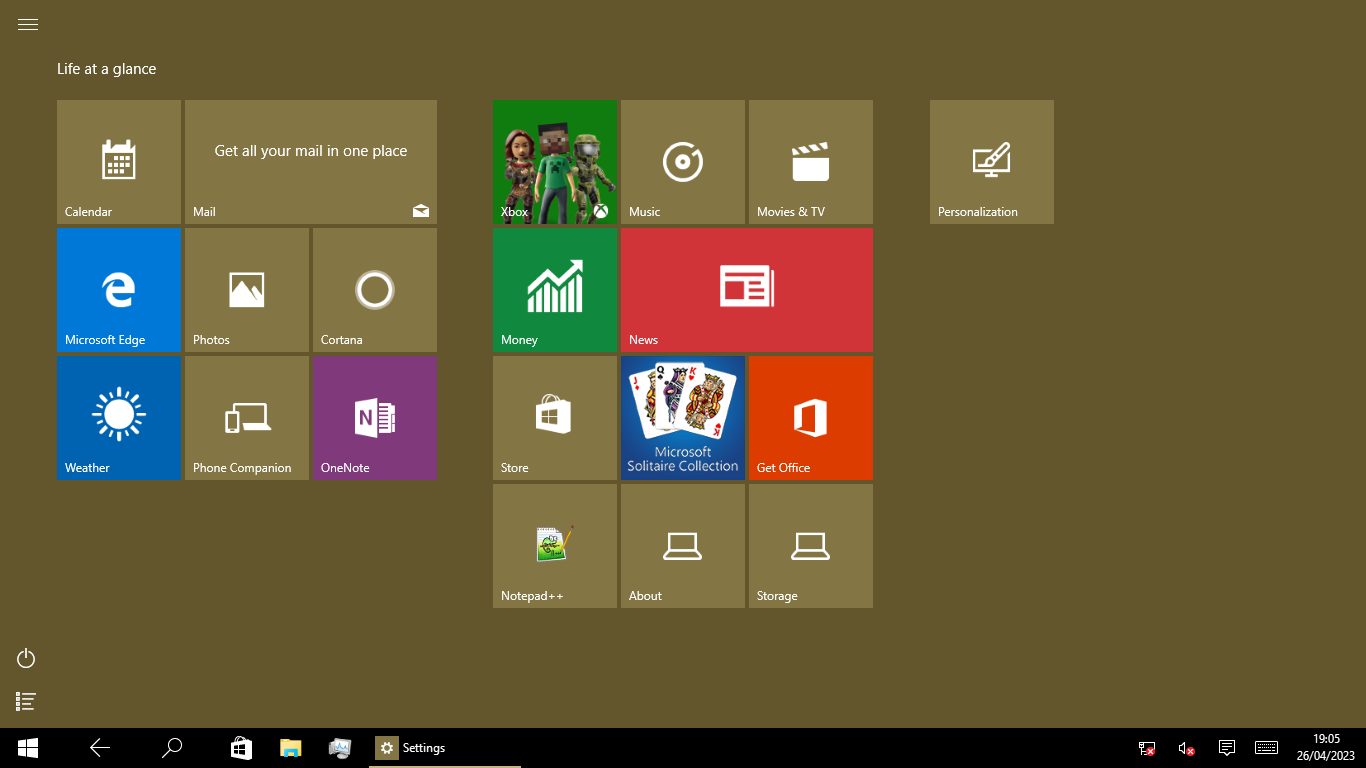 Life at a glance
Calendar
Get all your mail in one place
Mail
Xbox
Music
Movies & TV
Personalization
Microsoft Edge
Photos
Cortana
Money
News
Weather
Phone Companion
N
OneNote
Store
J
Q
K
K
Microsoft
Solitaire Collection
Get Office
Notepad++
About
Storage
Settings
19:05
26/04/2023